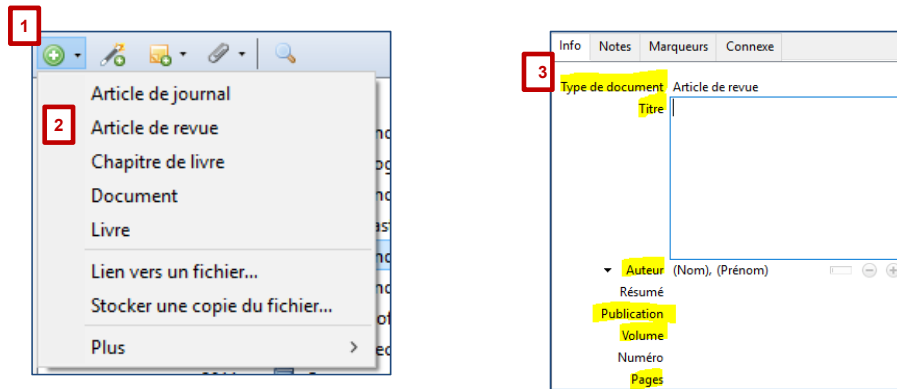 1
Article de journal
2
Article de revue
Chapitre de livre
Document
Livre
Lien vers un fichier...
Stocker une copie du fichier...
Plus
Info Notes Marqueurs Connexe
3
Type de document Article de revue
Titre
Auteur (Nom), (Prénom)
Résumé
Publication
Volume
Numéro
Pages